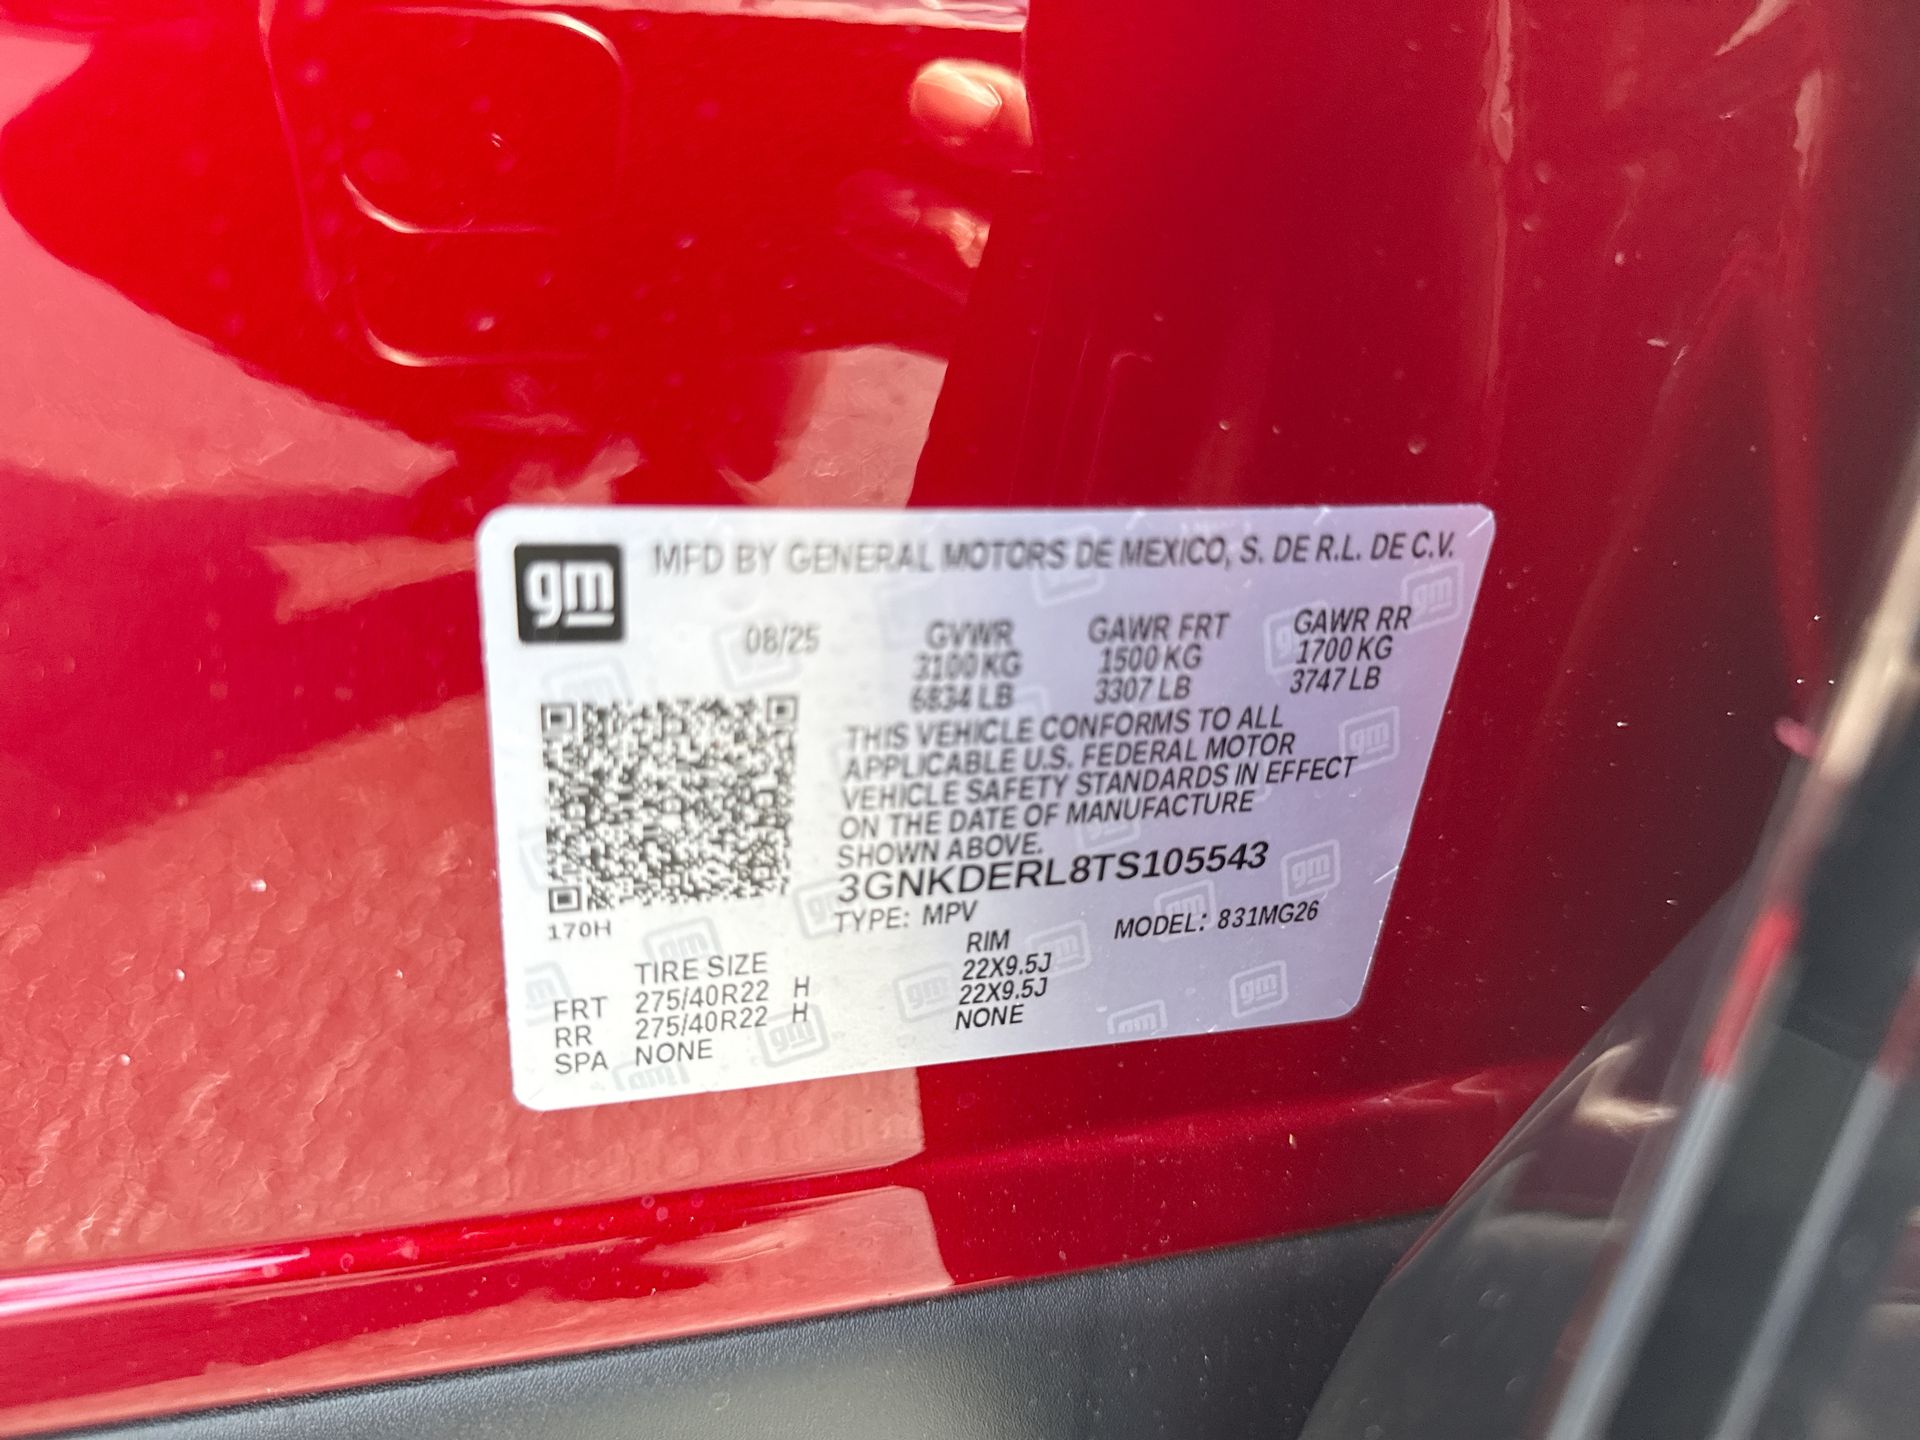 gm
MFD BY GENERAL MOTORS DE MEXICO, S. DE R.L. DE C.V.
08/25
GVWR GAWR FRT GAWR RR
3100 KG 1500 KG 1700 KG
6834 LB 3307 LB 3747 LB
THIS VEHICLE CONFORMS TO ALL
APPLICABLE U.S. FEDERAL MOTOR
VEHICLE SAFETY STANDARDS IN EFFECT
ON THE DATE OF MANUFACTURE
SHOWN ABOVE.
3GNKDERL8TS105543
170H
TYPE: MPV MODEL: 831MG26
TIRE SIZE RIM
FRT 275/40R22 H 22X9.5J
RR 275/40R22 H 22X9.5J
SPA NONE NONE